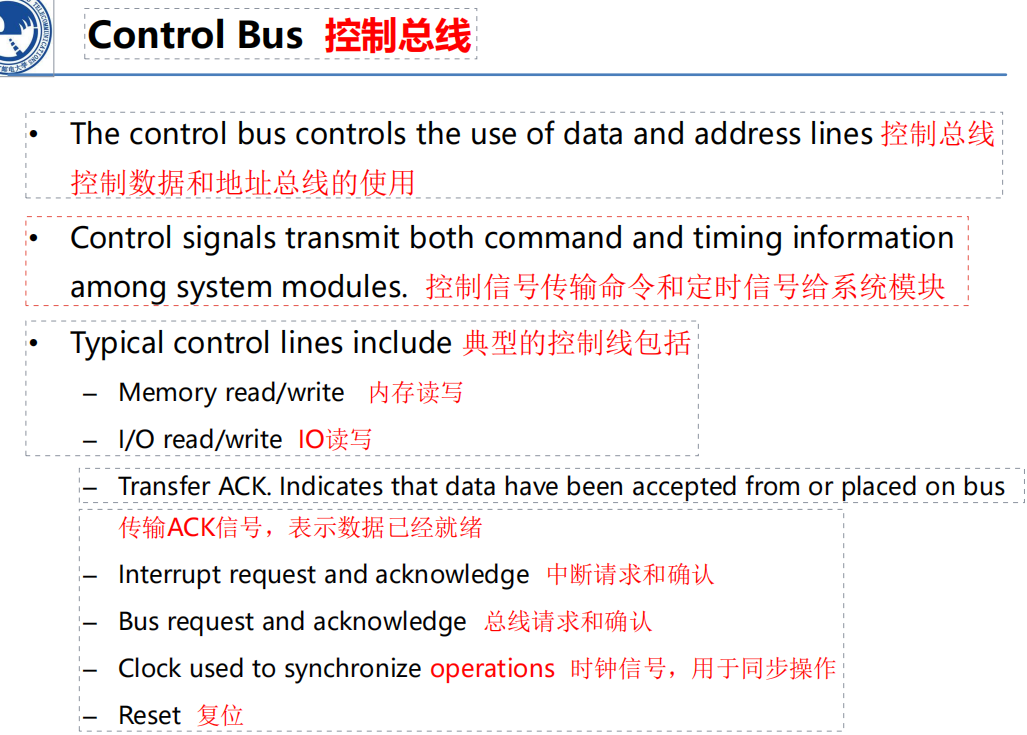 Control Bus 控制总线
• The control bus controls the use of data and address lines 控制总线
控制数据和地址总线的使用
• Control signals transmit both command and timing information
among system modules. 控制信号传输命令和定时信号给系统模块
• Typical control lines include 典型的控制线包括
– Memory read/write 内存读写
– I/O read/write IO读写
– Transfer ACK. Indicates that data have been accepted from or placed on bus
传输ACK信号，表示数据已经就绪
– Interrupt request and acknowledge 中断请求和确认
– Bus request and acknowledge 总线请求和确认
– Clock used to synchronize operations 时钟信号，用于同步操作
– Reset 复位